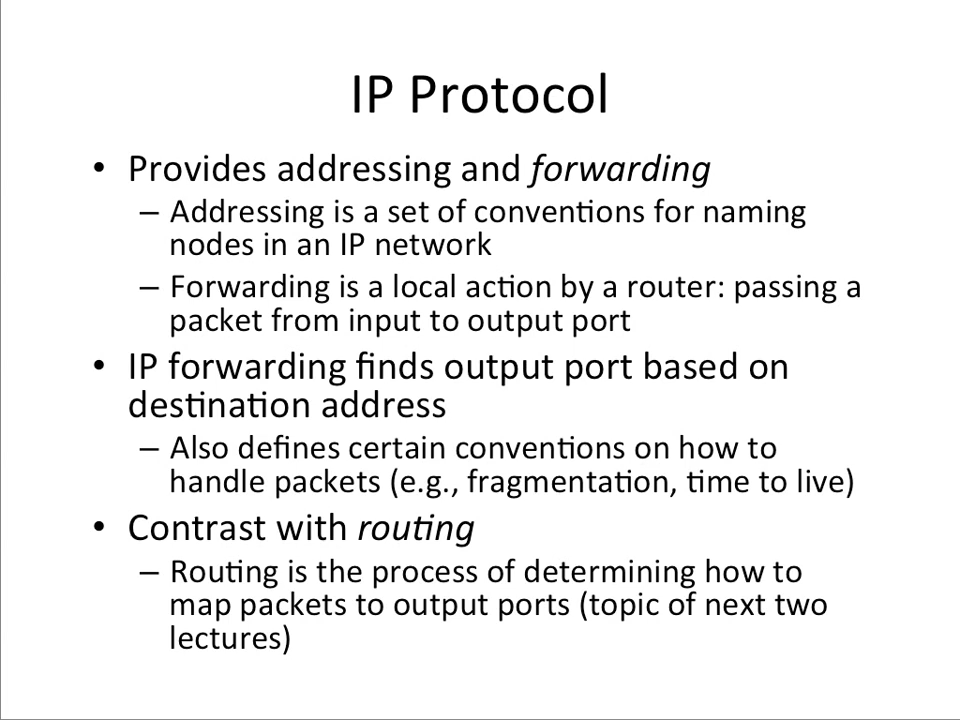 IP Protocol
• Provides addressing and forwarding
– Addressing is a set of conventions for naming
nodes in an IP network
– Forwarding is a local action by a router: passing a
packet from input to output port
• IP forwarding finds output port based on
destination address
– Also defines certain conventions on how to
handle packets (e.g., fragmentation, time to live)
• Contrast with routing
– Routing is the process of determining how to
map packets to output ports (topic of next two
lectures)